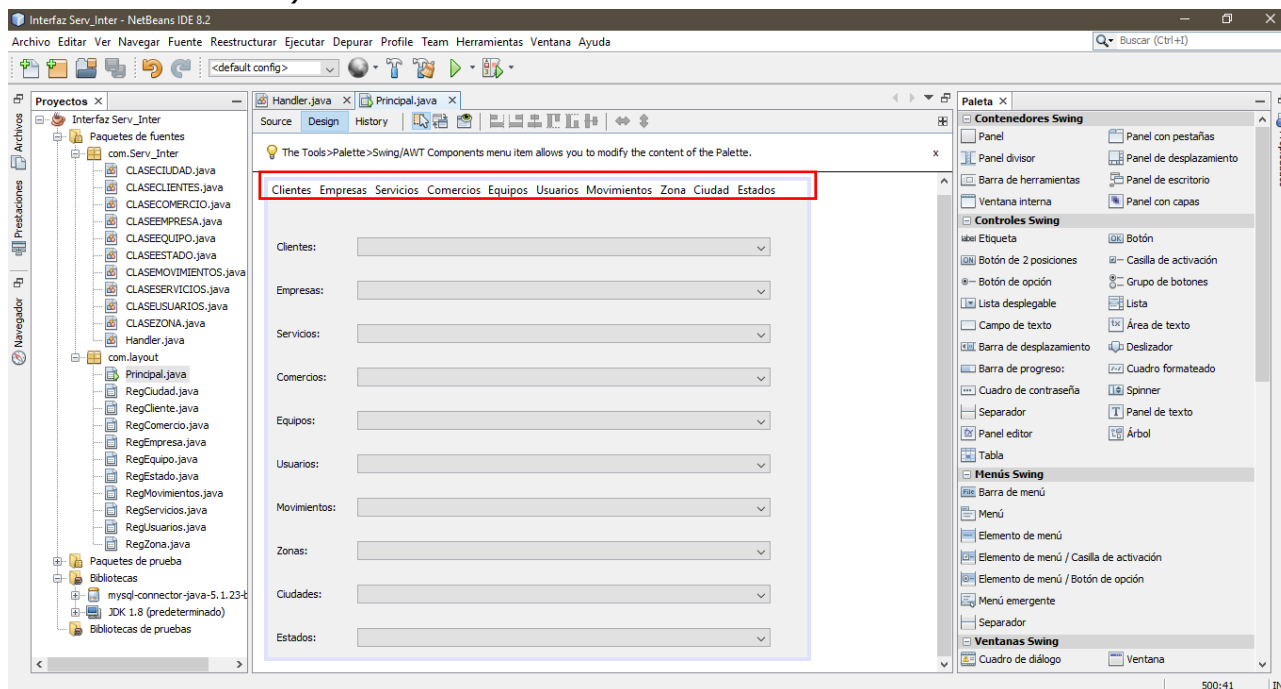 Interfaz Serv_Inter - NetBeans IDE 8.2
Archivo Editar Ver Navegar Fuente Reestructurar Ejecutar Depurar Profile Team Herramientas Ventana Ayuda
Buscar (Ctrl+I)
<default config>
Archivos
Prestaciones
Navegador
Proyectos
Interfaz Serv_Inter
Paquetes de fuentes
com.Serv_Inter
CLASECIUDAD.java
CLASECLIENTES.java
CLASECOMERCIO.java
CLASEEMPRESA.java
CLASEEQUIPO.java
CLASEESTADO.java
CLASEMOVIMIENTOS.java
CLASESERVICIOS.java
CLASEUSUARIOS.java
CLASEZONA.java
Handler.java
com.layout
Principal.java
RegCiudad.java
RegCliente.java
RegComercio.java
RegEmpresa.java
RegEquipo.java
RegEstado.java
RegMovimientos.java
RegServicios.java
RegUsuarios.java
RegZona.java
Paquetes de prueba
Bibliotecas
mysql-connector-java-5.1.23-b
JDK 1.8 (predeterminado)
Bibliotecas de pruebas
Handler.java Principal.java
Source Design History
The Tools>Palette>Swing/AWT Components menu item allows you to modify the content of the Palette. x
Clientes Empresas Servicios Comercios Equipos Usuarios Movimientos Zona Ciudad Estados
Clientes:
Empresas:
Servicios:
Comercios:
Equipos:
Usuarios:
Movimientos:
Zonas:
Ciudades:
Estados:
Paleta
Contenedores Swing
Panel Panel con pestañas
Panel divisor Panel de desplazamiento
Barra de herramientas Panel de escritorio
Ventana interna Panel con capas
Controles Swing
label Etiqueta OK Botón
ON Botón de 2 posiciones Casilla de activación
Botón de opción Grupo de botones
Lista desplegable Lista
Campo de texto Área de texto
Barra de desplazamiento Deslizador
Barra de progreso: Cuadro formateado
Cuadro de contraseña Spinner
Separador T Panel de texto
Panel editor Árbol
Tabla
Menús Swing
File Barra de menú
Menú
Elemento de menú
Elemento de menú / Casilla de activación
Elemento de menú / Botón de opción
Menú emergente
Separador
Ventanas Swing
Cuadro de diálogo Ventana
500:41 IN